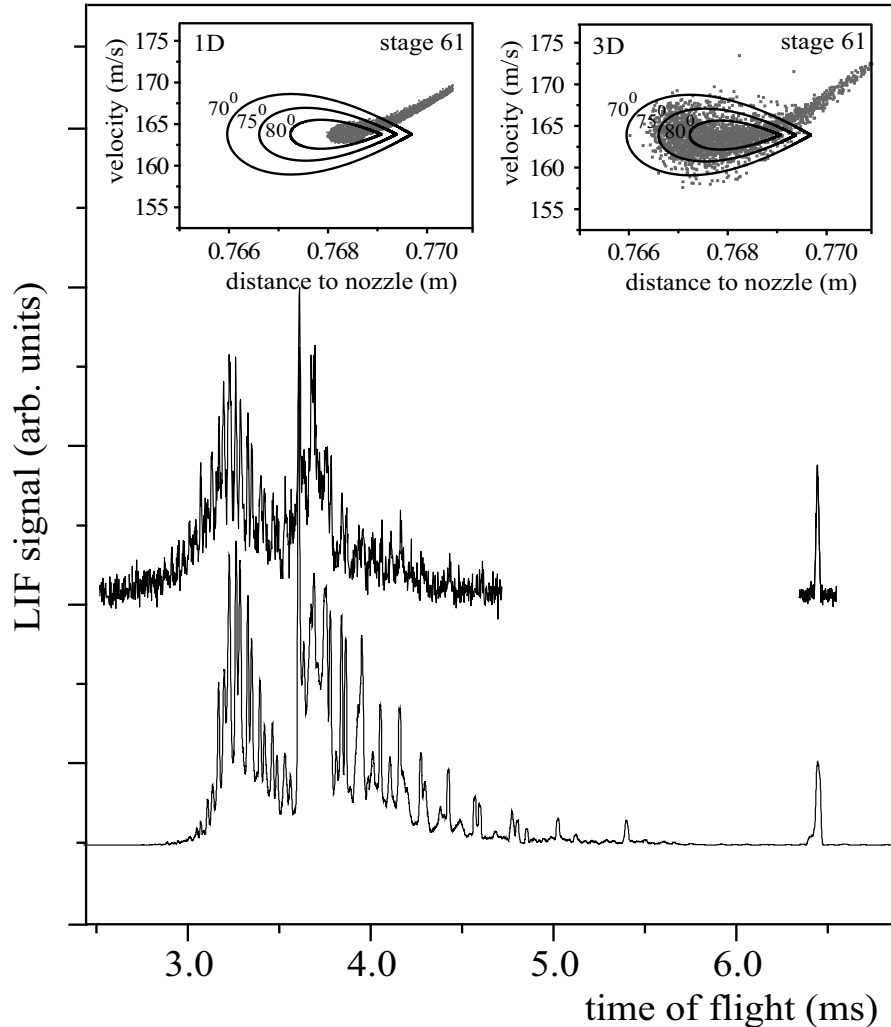 1D
stage 61
velocity (m/s)
175
170
165
160
155
70⁰
75⁰
80⁰
0.766
0.768
0.770
distance to nozzle (m)
3D
stage 61
velocity (m/s)
175
170
165
160
155
70⁰
75⁰
80⁰
0.766
0.768
0.770
distance to nozzle (m)
LIF signal (arb. units)
3.0
4.0
5.0
6.0
time of flight (ms)